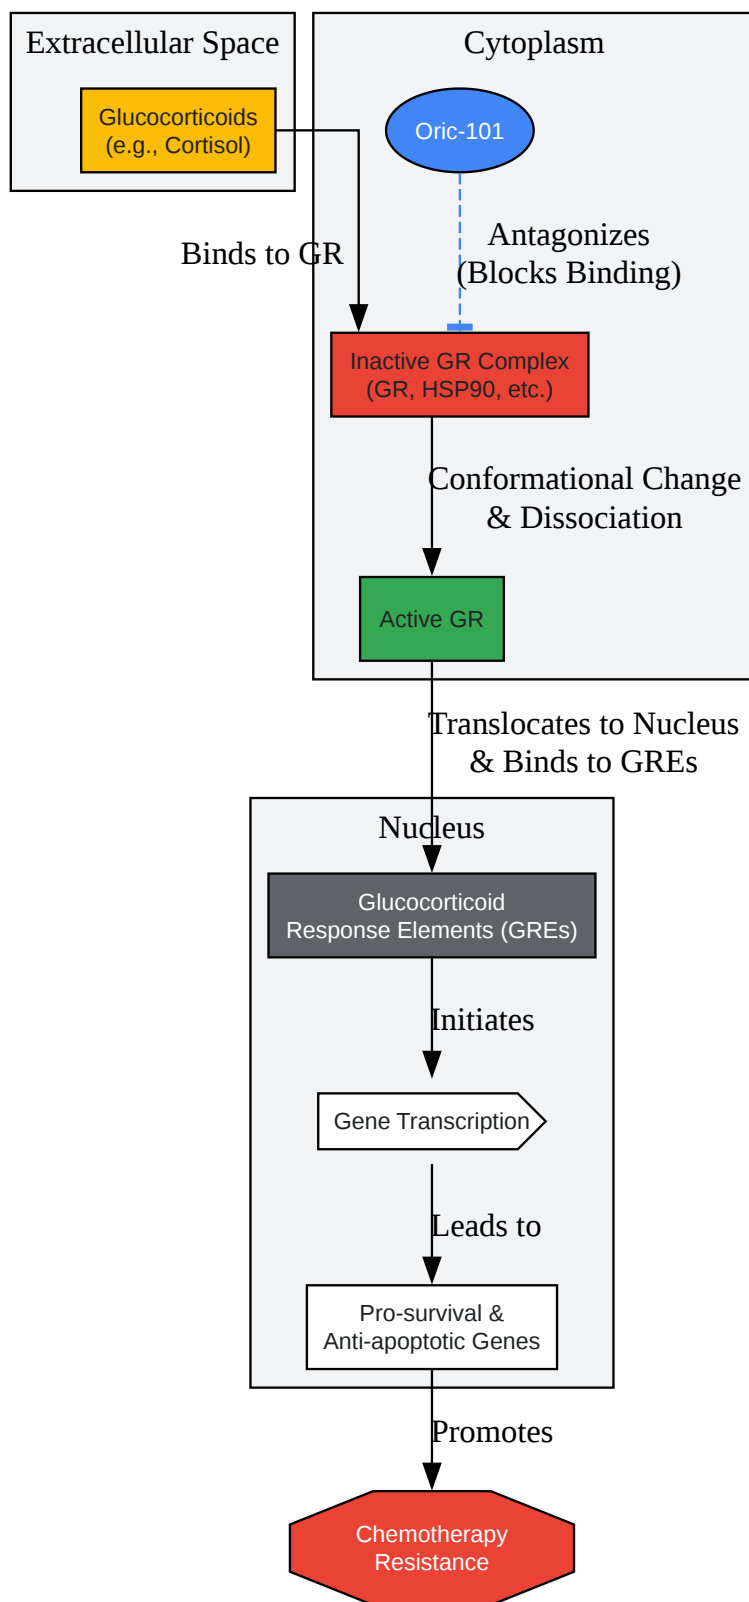 Extracellular Space
Cytoplasm
Glucocorticoids
(e.g., Cortisol)
Oric-101
Binds to GR
Antagonizes
(Blocks Binding)
Inactive GR Complex
(GR, HSP90, etc.)
Conformational Change
& Dissociation
Active GR
Translocates to Nucleus
& Binds to GREs
Nucleus
Glucocorticoid
Response Elements (GREs)
Initiates
Gene Transcription
Leads to
Pro-survival &
Anti-apoptotic Genes
Promotes
Chemotherapy
Resistance